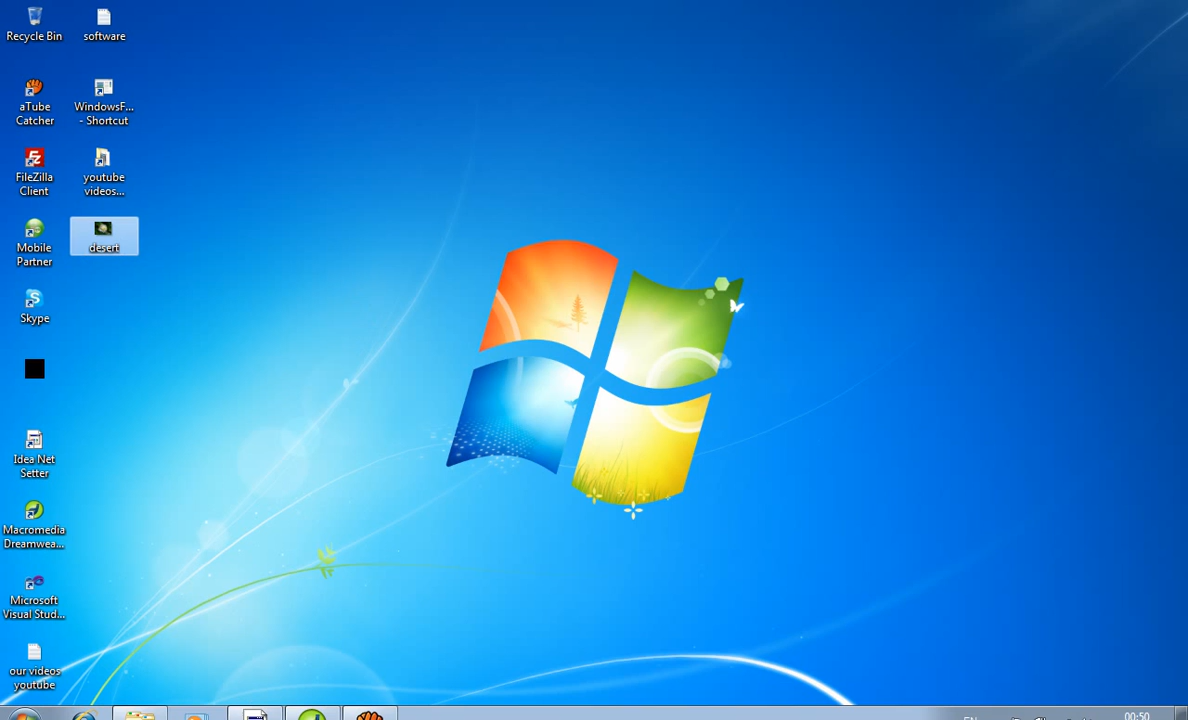 Recycle Bin
software
aTube
Catcher
WindowsF...
- Shortcut
FileZilla
Client
youtube
videos...
Mobile
Partner
desert
Skype
Idea Net
Setter
Macromedia
Dreamwea...
Microsoft
Visual Stud...
our videos
youtube
EN
00:50